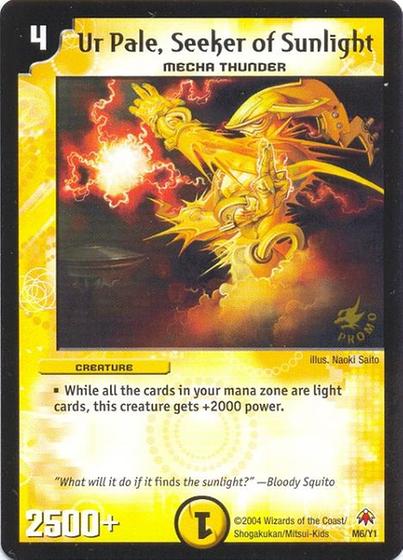 4
Ur Pale, Seeker of Sunlight
MECHA THUNDER
PROMO
illus. Naoki Saito
CREATURE
▪ While all the cards in your mana zone are light
cards, this creature gets +2000 power.
"What will it do if it finds the sunlight?" —Bloody Squito
2500+
1
©2004 Wizards of the Coast/
Shogakukan/Mitsui-Kids
M6/Y1